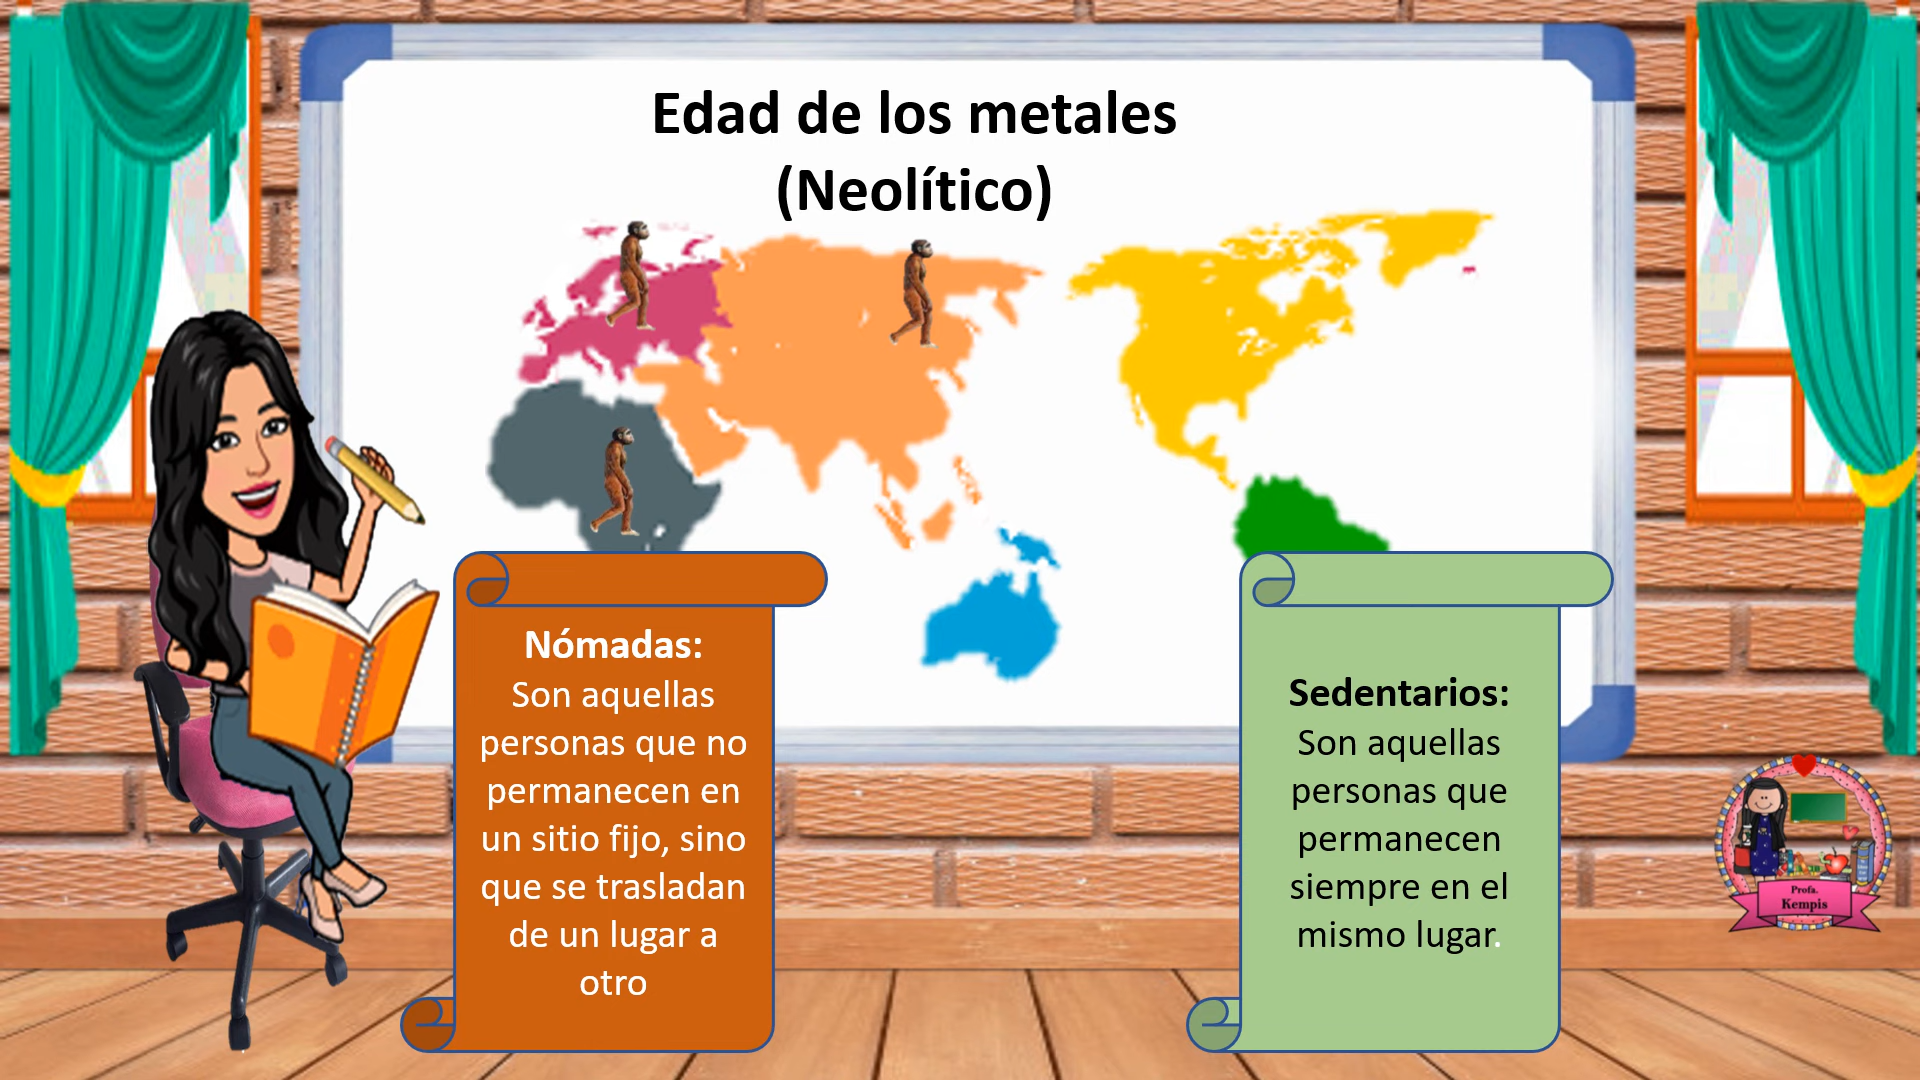 Edad de los metales
(Neolítico)
Nómadas:
Son aquellas
personas que no
permanecen en
un sitio fijo, sino
que se trasladan
de un lugar a
otro
Sedentarios:
Son aquellas
personas que
permanecen
siempre en el
mismo lugar.
Profa.
Kempis